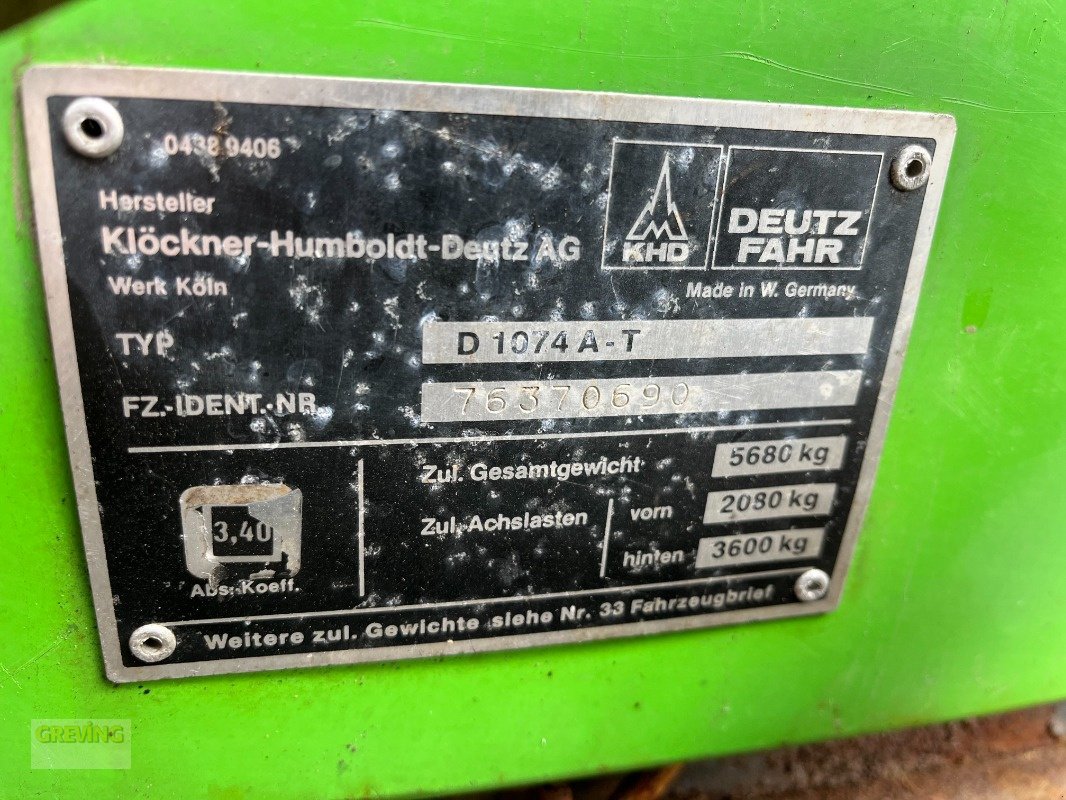 0438 9406
Hersteller
Klöckner-Humboldt-Deutz AG
Werk Köln
KHD
DEUTZ
FAHR
Made in W. Germany
TYP D 1074 A-T
FZ.-IDENT.-NR. 76370690
Zul. Gesamtgewicht 5680 kg
Zul. Achslasten vorn 2080 kg
hinten 3600 kg
3,40
Abs. Koeff.
Weitere zul. Gewichte siehe Nr. 33 Fahrzeugbrief
GREVING